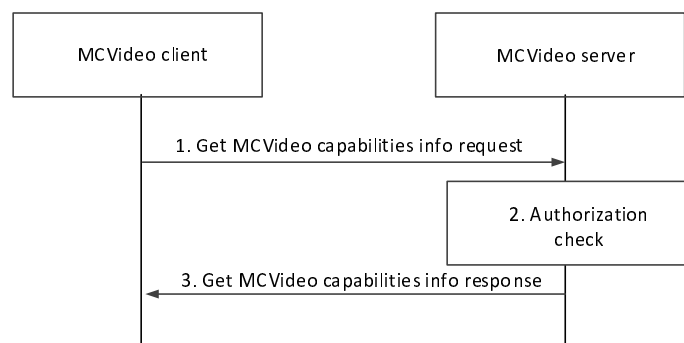 MCVideo client
MCVideo server
1. Get MCVideo capabilities info request
2. Authorization
check
3. Get MCVideo capabilities info response